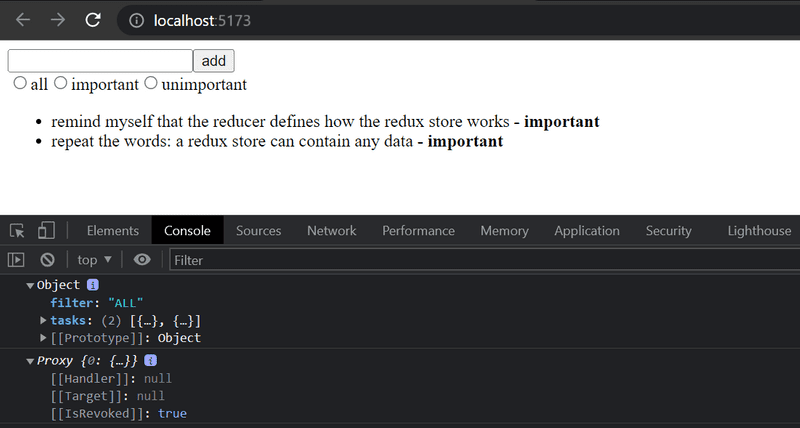 localhost:5173
add
all important unimportant
• remind myself that the reducer defines how the redux store works - important
• repeat the words: a redux store can contain any data - important
Elements Console Sources Network Performance Memory Application Security Lighthouse
top ▼ Filter
▼Object i
filter: "ALL"
▶tasks: (2) [{…}, {…}]
▶[[Prototype]]: Object
▼Proxy {0: {…}} i
[[Handler]]: null
[[Target]]: null
[[IsRevoked]]: true